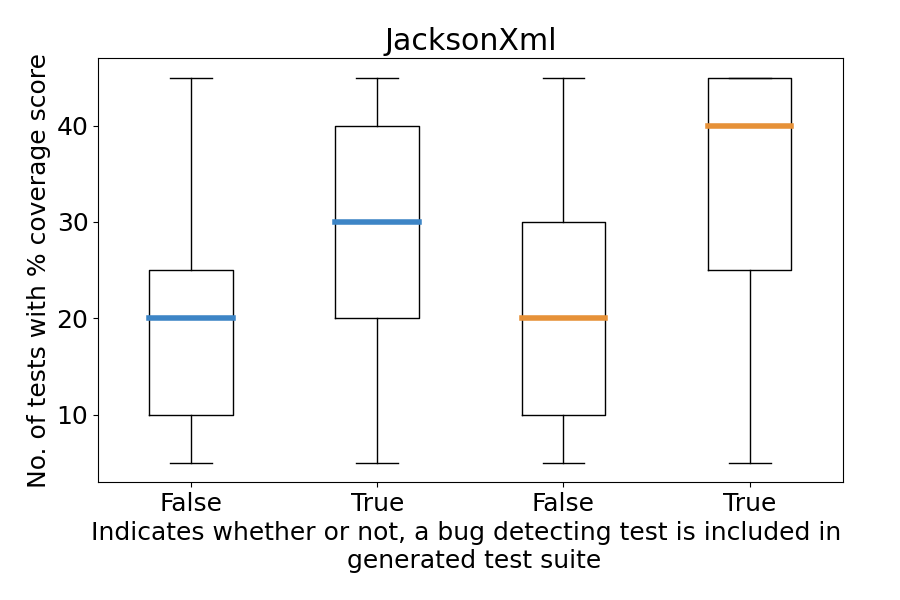 JacksonXml
No. of tests with % coverage score
40
30
20
10
False True False True
Indicates whether or not, a bug detecting test is included in
generated test suite